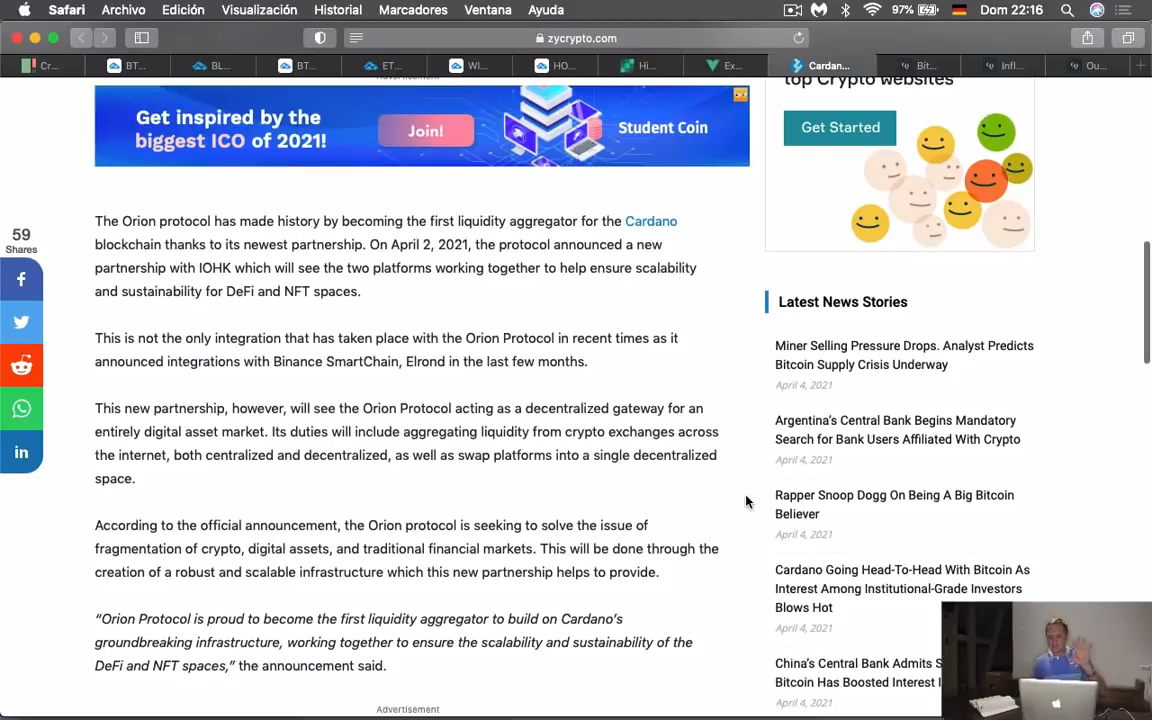 Safari Archivo Edición Visualización Historial Marcadores Ventana Ayuda 97% Dom 22:16
zycrypto.com
Cr... BT... BL... BT... ET... WI... HO... Hi... Ex... Cardan... Bit... Infl... Ou...
Advertisement
Get inspired by the
biggest ICO of 2021!
Join!
Student Coin
top Crypto websites
Get Started
59
Shares
The Orion protocol has made history by becoming the first liquidity aggregator for the Cardano
blockchain thanks to its newest partnership. On April 2, 2021, the protocol announced a new
partnership with IOHK which will see the two platforms working together to help ensure scalability
and sustainability for DeFi and NFT spaces.
This is not the only integration that has taken place with the Orion Protocol in recent times as it
announced integrations with Binance SmartChain, Elrond in the last few months.
This new partnership, however, will see the Orion Protocol acting as a decentralized gateway for an
entirely digital asset market. Its duties will include aggregating liquidity from crypto exchanges across
the internet, both centralized and decentralized, as well as swap platforms into a single decentralized
space.
According to the official announcement, the Orion protocol is seeking to solve the issue of
fragmentation of crypto, digital assets, and traditional financial markets. This will be done through the
creation of a robust and scalable infrastructure which this new partnership helps to provide.
“Orion Protocol is proud to become the first liquidity aggregator to build on Cardano’s
groundbreaking infrastructure, working together to ensure the scalability and sustainability of the
DeFi and NFT spaces,” the announcement said.
Advertisement
Latest News Stories
Miner Selling Pressure Drops. Analyst Predicts
Bitcoin Supply Crisis Underway
April 4, 2021
Argentina’s Central Bank Begins Mandatory
Search for Bank Users Affiliated With Crypto
April 4, 2021
Rapper Snoop Dogg On Being A Big Bitcoin
Believer
April 4, 2021
Cardano Going Head-To-Head With Bitcoin As
Interest Among Institutional-Grade Investors
Blows Hot
April 4, 2021
China’s Central Bank Admits S
Bitcoin Has Boosted Interest I
April 4, 2021